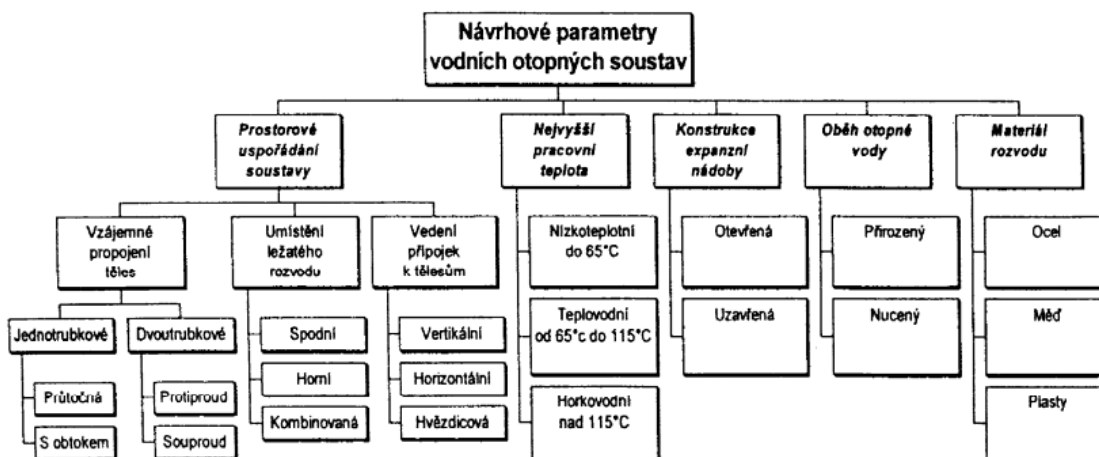 Návrhové parametry
vodních otopných soustav
Prostorové
uspořádání
soustavy
Nejvyšší
pracovní
teplota
Konstrukce
expanzní
nádoby
Oběh otopné
vody
Materiál
rozvodu
Vzájemné
propojení
těles
Umístění
ležatého
rozvodu
Vedení
přípojek
k tělesům
Nízkoteplotní
do 65°C
Otevřená
Přirozený
Ocel
Jednotrubkové
Dvoutrubkové
Spodní
Vertikální
Teplovodní
od 65°c do 115°C
Uzavřená
Nucený
Měď
Průtočná
Protiproud
Horní
Horizontální
Horkovodní
nad 115°C
Plasty
S obtokem
Souproud
Kombinovaná
Hvězdicová